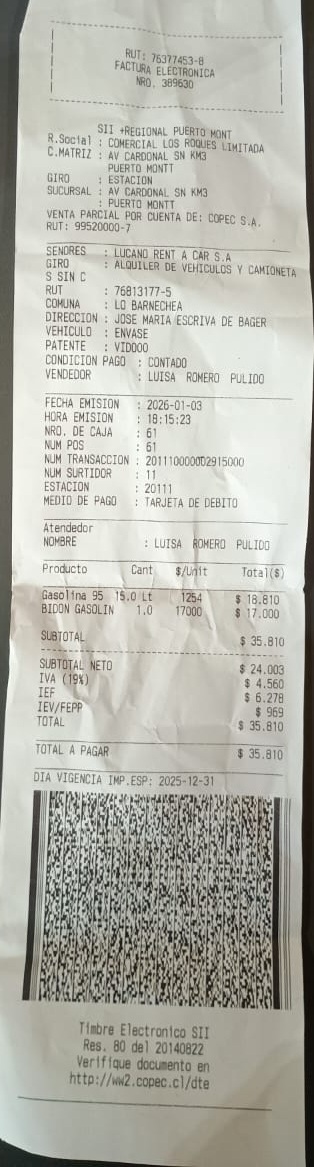 RUT: 76377453-8
FACTURA ELECTRONICA
NRO. 389630
SII +REGIONAL PUERTO MONT
R.Social : COMERCIAL LOS ROQUES LIMITADA
C.MATRIZ : AV CARDONAL SN KM3
PUERTO MONTT
GIRO : ESTACION
SUCURSAL : AV CARDONAL SN KM3
: PUERTO MONTT
VENTA PARCIAL POR CUENTA DE: COPEC S.A.
RUT: 99520000-7
SENORES : LUCANO RENT A CAR S.A
GIRO : ALQUILER DE VEHICULOS Y CAMIONETA
S SIN C
RUT : 76813177-5
COMUNA : LO BARNECHEA
DIRECCION : JOSE MARIA ESCRIVA DE BAGER
VEHICULO : ENVASE
PATENTE : VID000
CONDICION PAGO : CONTADO
VENDEDOR : LUISA ROMERO PULIDO
FECHA EMISION : 2026-01-03
HORA EMISION : 18:15:23
NRO. DE CAJA : 61
NUM POS : 61
NUM TRANSACCION : 201110000002915000
NUM SURTIDOR : 11
ESTACION : 20111
MEDIO DE PAGO : TARJETA DE DEBITO
Atendedor
NOMBRE : LUISA ROMERO PULIDO
Producto Cant $/Unit Total($)
Gasolina 95 15.0 Lt 1254 $ 18.810
BIDON GASOLIN 1.0 17000 $ 17.000
SUBTOTAL $ 35.810
SUBTOTAL NETO $ 24.003
IVA (19%) $ 4.560
IEF $ 6.278
IEV/FEPP $ 969
TOTAL $ 35.810
TOTAL A PAGAR $ 35.810
DIA VIGENCIA IMP.ESP: 2025-12-31
Timbre Electronico SII
Res. 80 del 20140822
Verifique documento en
http://ww2.copec.cl/dte